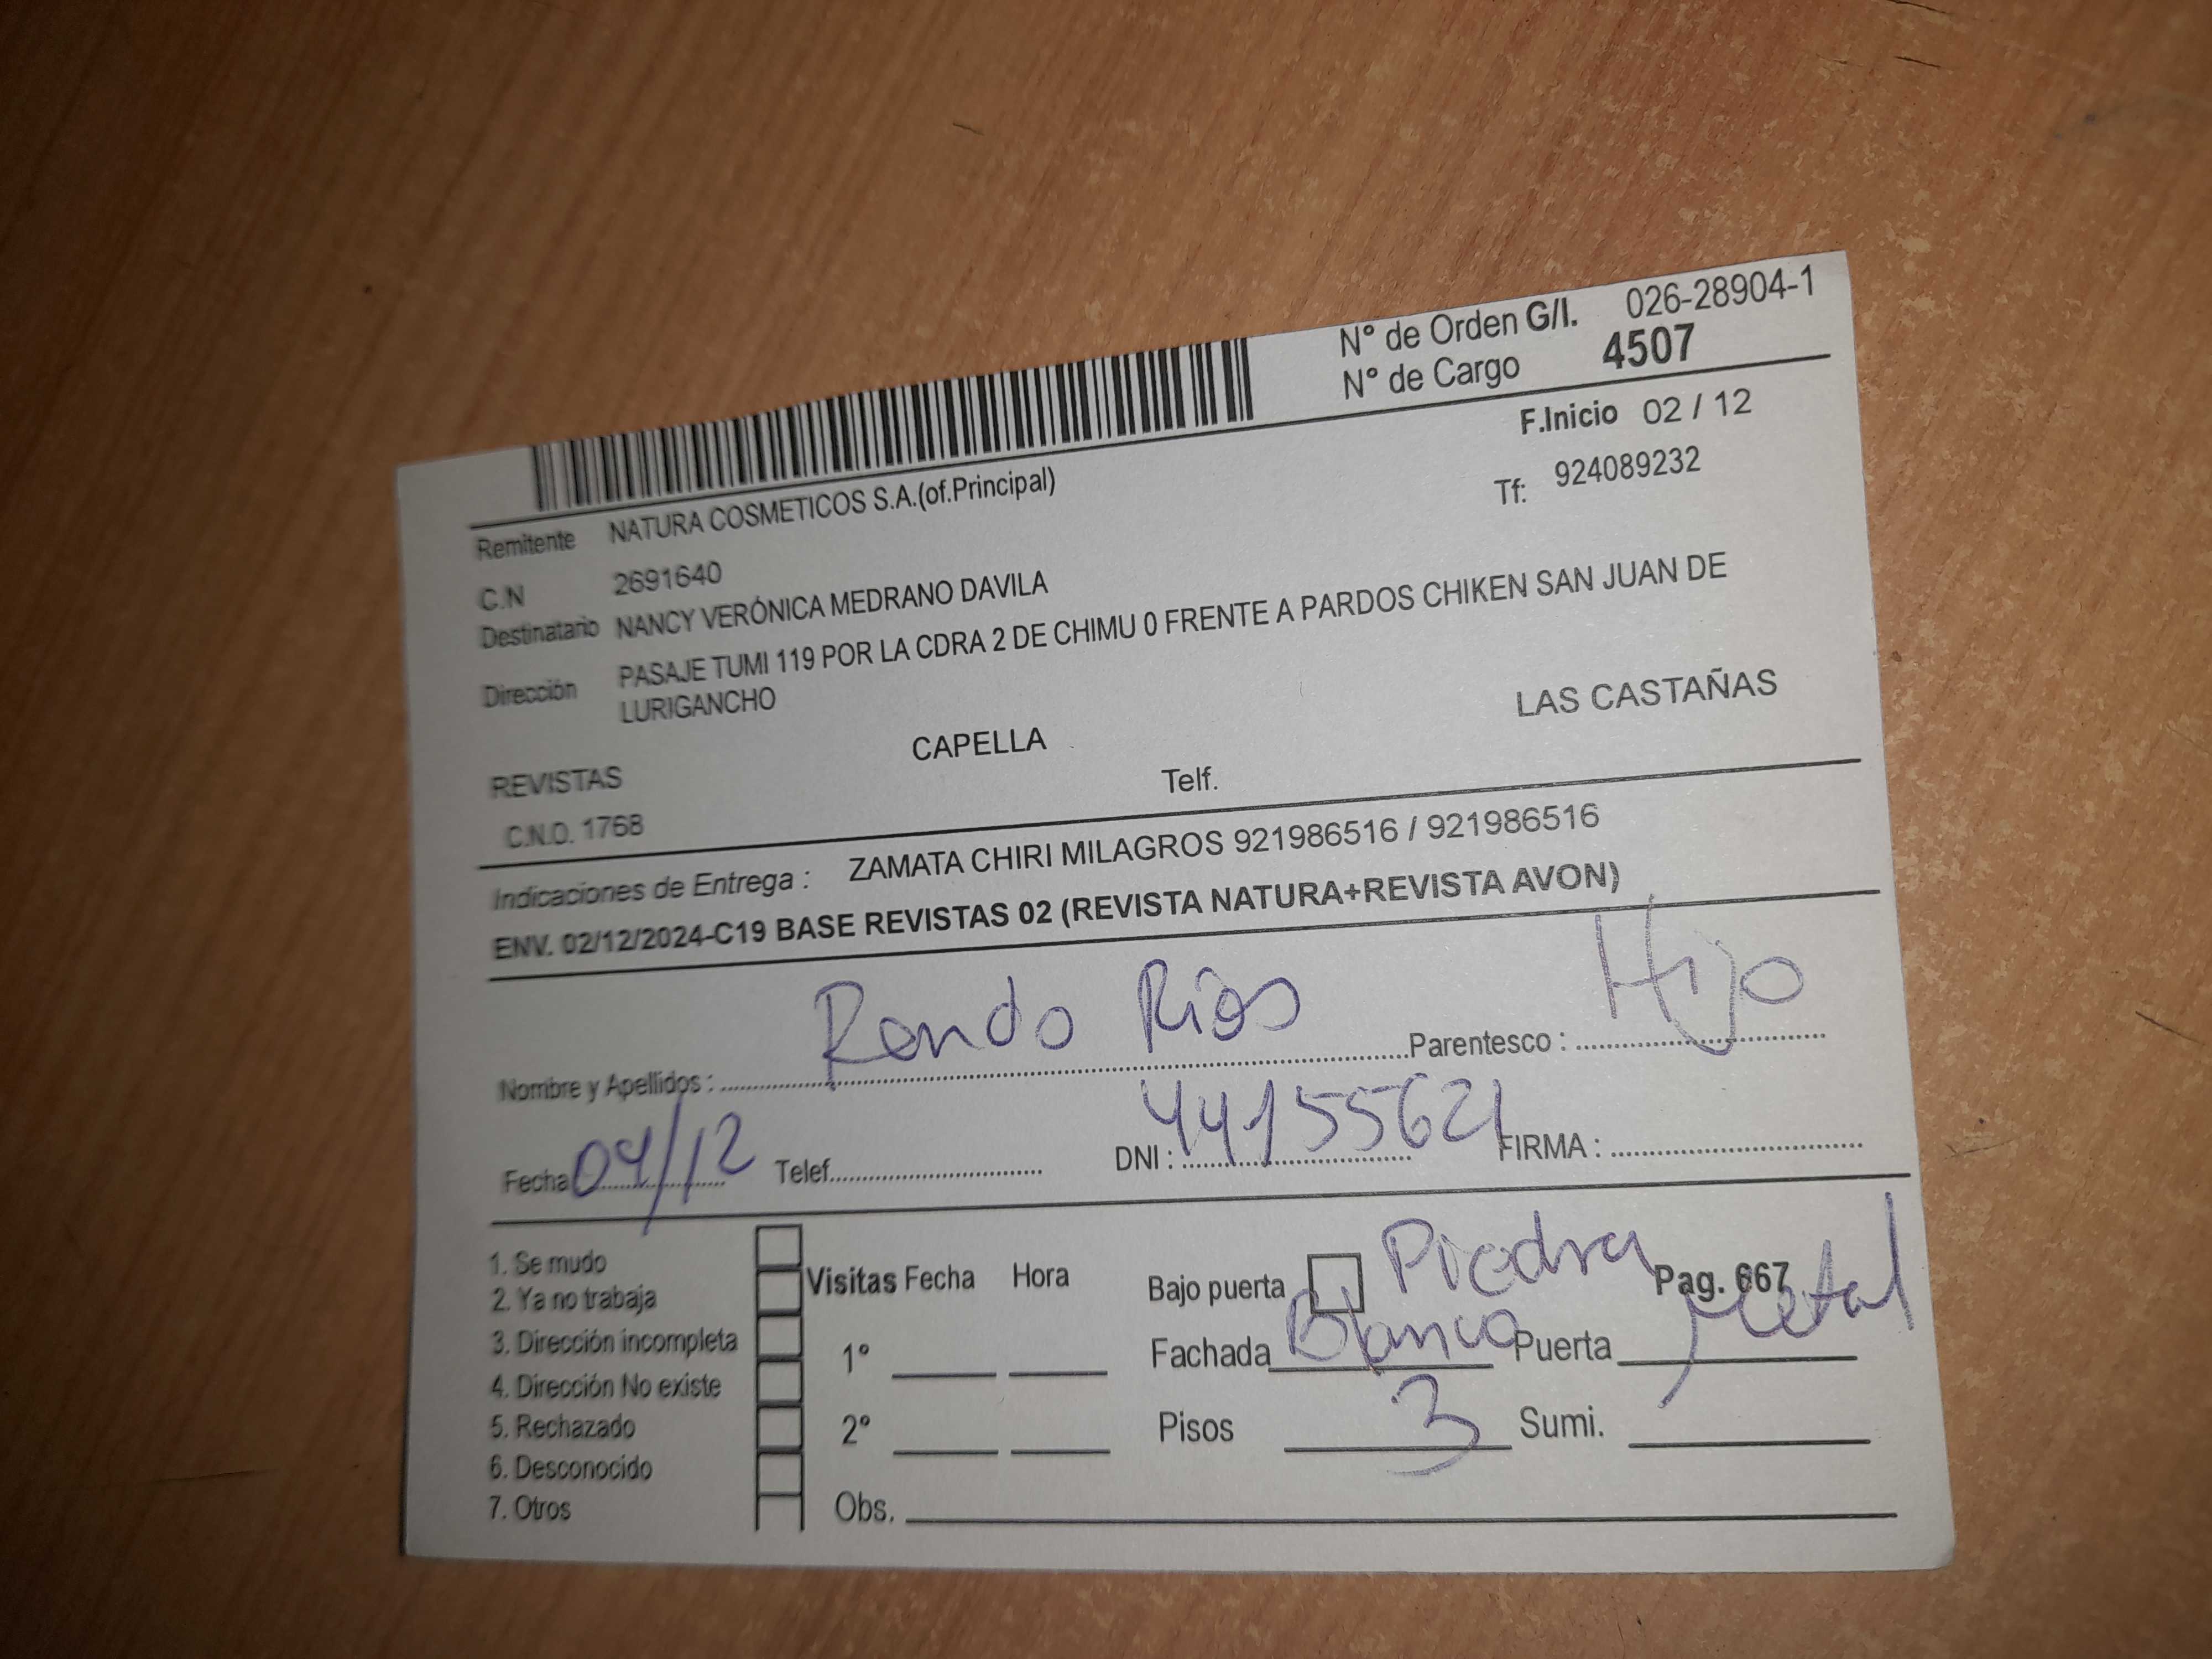 N° de Orden G/I. 026-28904-1
N° de Cargo 4507
F.Inicio 02 / 12
Remitente NATURA COSMETICOS S.A.(of.Principal)
Tf: 924089232
C.N 2691640
Destinatario NANCY VERÓNICA MEDRANO DAVILA
Dirección PASAJE TUMI 119 POR LA CDRA 2 DE CHIMU 0 FRENTE A PARDOS CHIKEN SAN JUAN DE
LURIGANCHO
REVISTAS CAPELLA LAS CASTAÑAS
C.N.O. 1768 Telf.
Indicaciones de Entrega : ZAMATA CHIRI MILAGROS 921986516 / 921986516
ENV. 02/12/2024-C19 BASE REVISTAS 02 (REVISTA NATURA+REVISTA AVON)
Nombre y Apellidos : Rondo Rios Parentesco : Hijo
Fecha 04/12 Telef. DNI : 44155621 FIRMA :
1. Se mudo
2. Ya no trabaja
3. Dirección incompleta
4. Dirección No existe
5. Rechazado
6. Desconocido
7. Otros
Visitas Fecha Hora
1°
2°
Obs.
Bajo puerta Piedra Pag. 667
Fachada Blanco Puerta Metal
Pisos 3 Sumi.